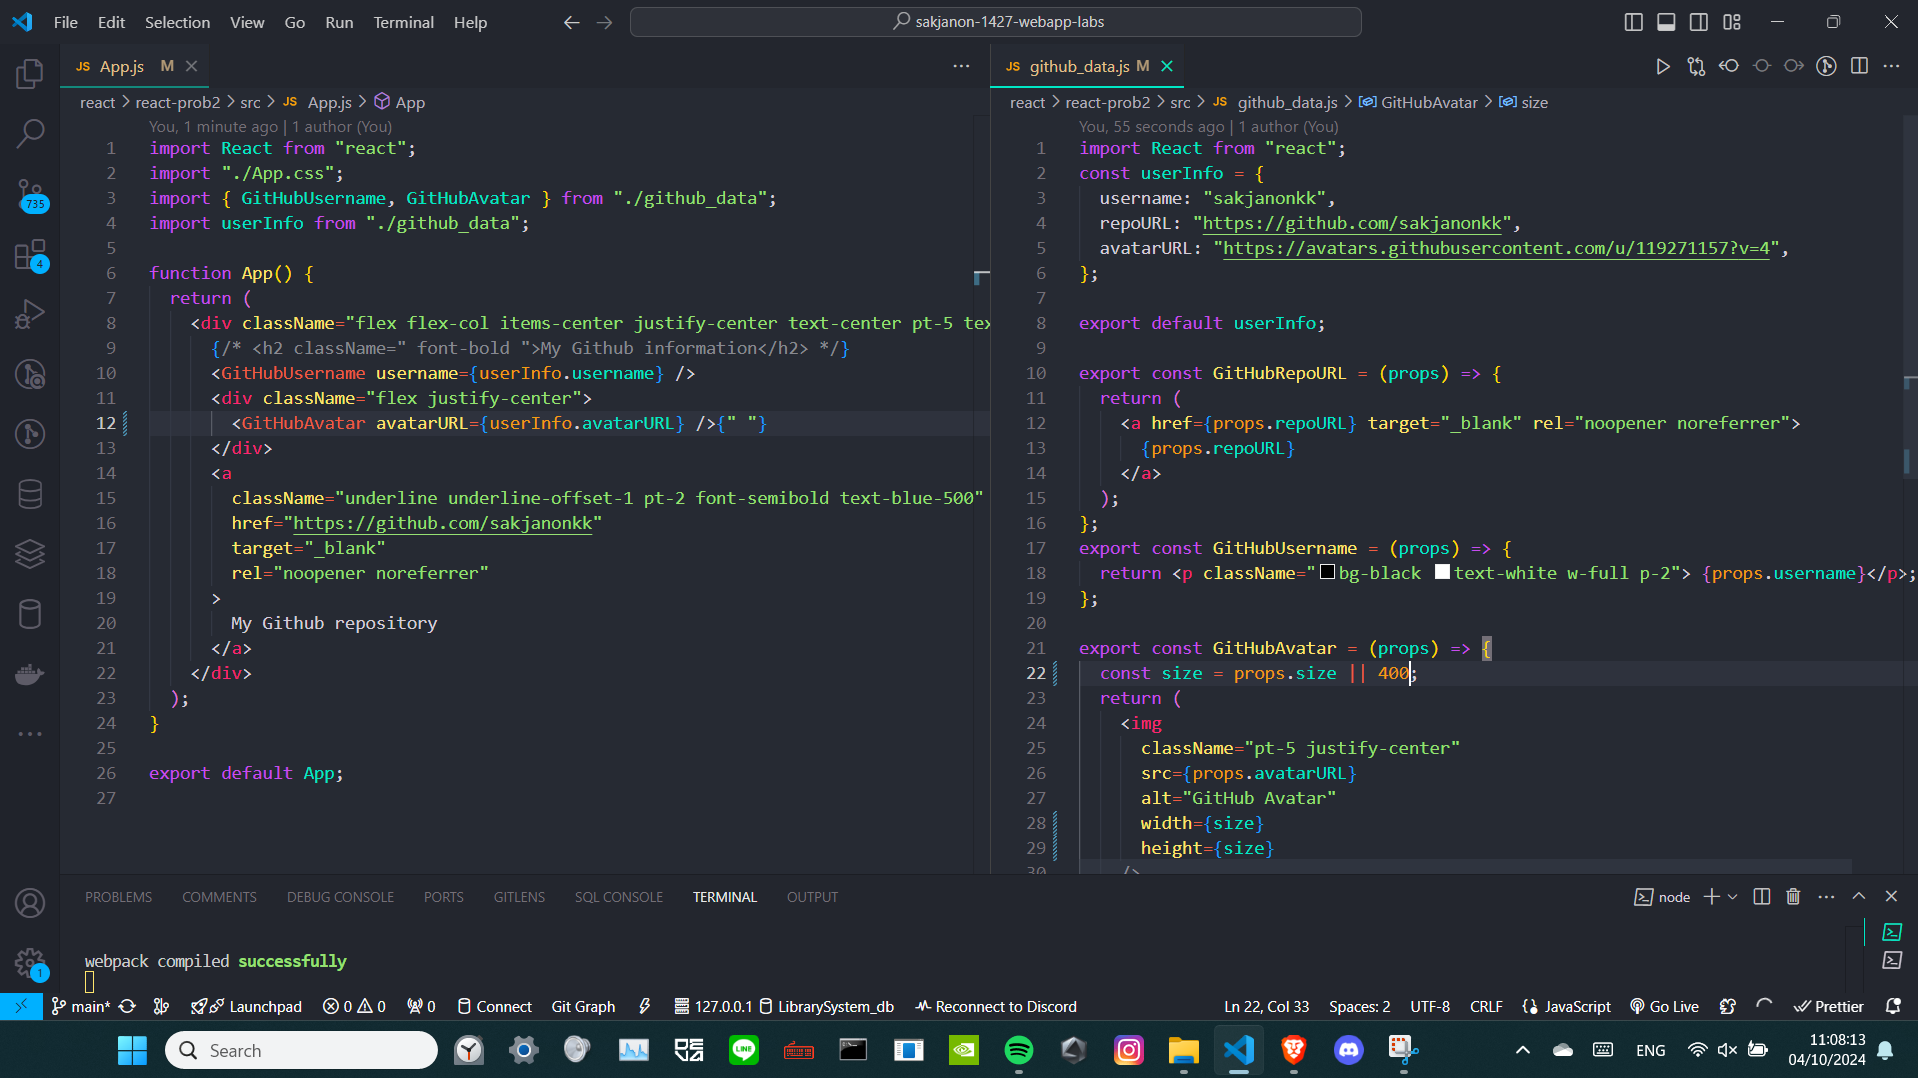 File Edit Selection View Go Run Terminal Help
sakjanon-1427-webapp-labs
JS App.js M
react > react-prob2 > src > JS App.js > App
You, 1 minute ago | 1 author (You)
1 import React from "react";
2 import "./App.css";
3 import { GitHubUsername, GitHubAvatar } from "./github_data";
4 import userInfo from "./github_data";
5
6 function App() {
7 return (
8 <div className="flex flex-col items-center justify-center text-center pt-5 tex
9 {/* <h2 className=" font-bold ">My Github information</h2> */}
10 <GitHubUsername username={userInfo.username} />
11 <div className="flex justify-center">
12 <GitHubAvatar avatarURL={userInfo.avatarURL} />{" "}
13 </div>
14 <a
15 className="underline underline-offset-1 pt-2 font-semibold text-blue-500"
16 href="https://github.com/sakjanonkk"
17 target="_blank"
18 rel="noopener noreferrer"
19 >
20 My Github repository
21 </a>
22 </div>
23 );
24 }
25
26 export default App;
27
JS github_data.js M
react > react-prob2 > src > JS github_data.js > GitHubAvatar > size
You, 55 seconds ago | 1 author (You)
1 import React from "react";
2 const userInfo = {
3 username: "sakjanonkk",
4 repoURL: "https://github.com/sakjanonkk",
5 avatarURL: "https://avatars.githubusercontent.com/u/119271157?v=4",
6 };
7
8 export default userInfo;
9
10 export const GitHubRepoURL = (props) => {
11 return (
12 <a href={props.repoURL} target="_blank" rel="noopener noreferrer">
13 {props.repoURL}
14 </a>
15 );
16 };
17 export const GitHubUsername = (props) => {
18 return <p className="bg-black text-white w-full p-2"> {props.username}</p>;
19 };
20
21 export const GitHubAvatar = (props) => {
22 const size = props.size || 400;
23 return (
24 <img
25 className="pt-5 justify-center"
26 src={props.avatarURL}
27 alt="GitHub Avatar"
28 width={size}
29 height={size}
30 />
735
4
1
PROBLEMS COMMENTS DEBUG CONSOLE PORTS GITLENS SQL CONSOLE TERMINAL OUTPUT
node
webpack compiled successfully
main* Launchpad 0 0 0 Connect Git Graph 127.0.0.1 LibrarySystem_db Reconnect to Discord
Ln 22, Col 33 Spaces: 2 UTF-8 CRLF JavaScript Go Live Prettier
Search
LINE
ENG
11:08:13
04/10/2024